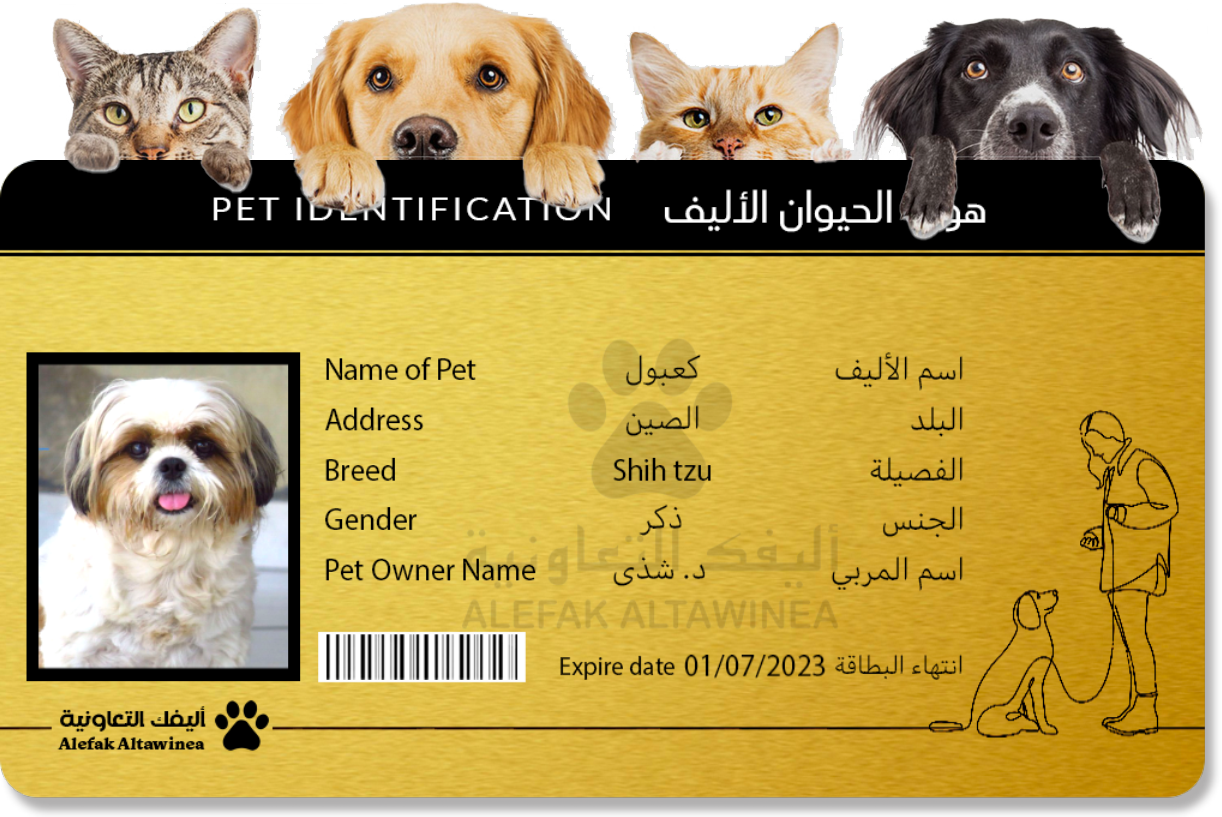 PET IDENTIFICATION هوية الحيوان الأليف
Name of Pet كعبول اسم الأليف
Address الصين البلد
Breed Shih tzu الفصيلة
Gender ذكر الجنس
Pet Owner Name د. شذى اسم المربي
أليفك التعاونية
ALEFAK ALTAWINEA
Expire date 01/07/2023 انتهاء البطاقة
أليفك التعاونية
Alefak Altawinea